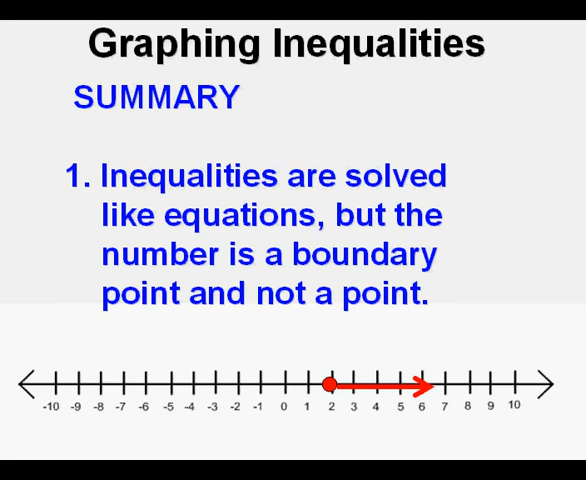 Graphing Inequalities
SUMMARY
1. Inequalities are solved
like equations, but the
number is a boundary
point and not a point.
-10 -9 -8 -7 -6 -5 -4 -3 -2 -1 0 1 2 3 4 5 6 7 8 9 10